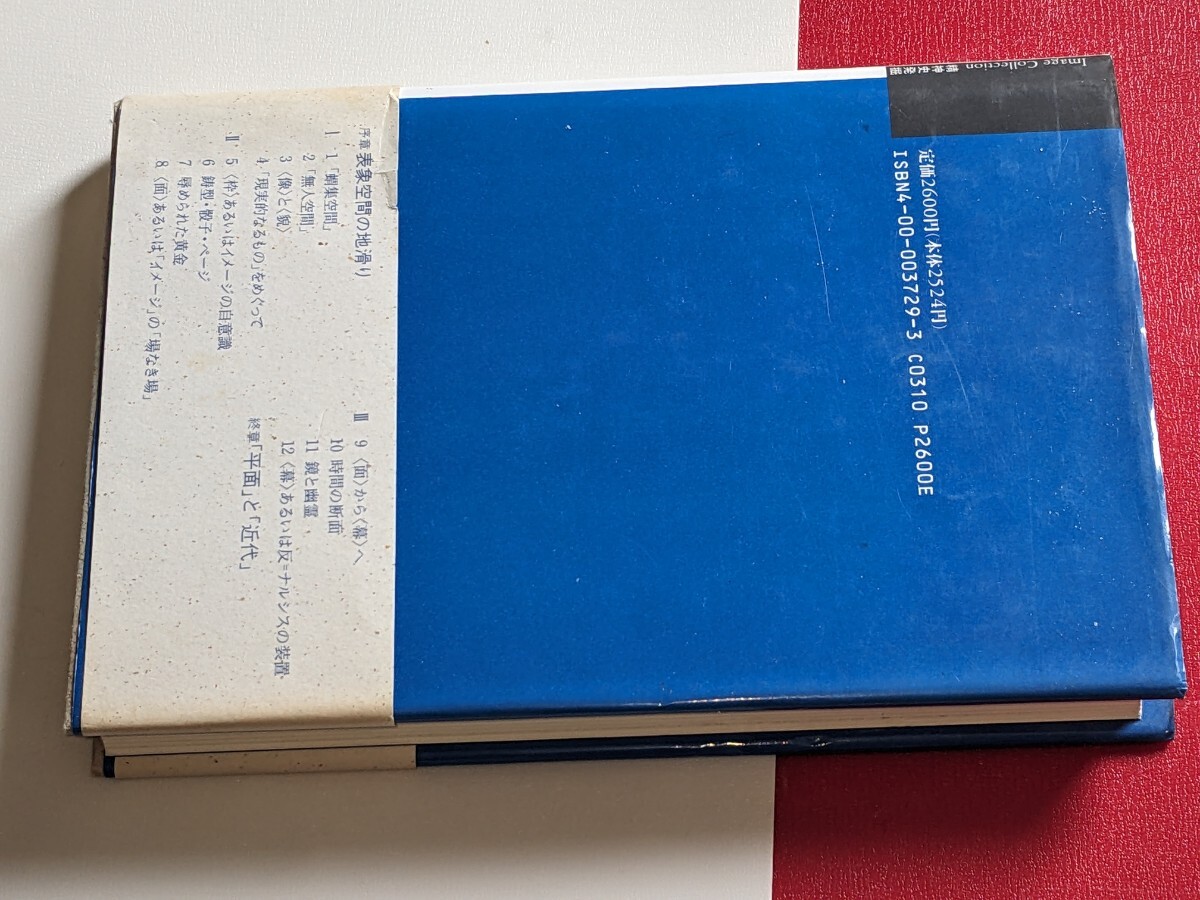 Image Collection
精神史発掘
定価2600円(本体2524円)
ISBN4-00-003729-3 C0310 P2600E
序章 表象空間の地滑り
I 1「蝟集空間」
2「無人空間」
3〈像〉と〈貌〉
4「現実的なるもの」をめぐって
II 5〈枠〉あるいはイメージの自意識
6 鋳型・骰子・ページ
7 辱められた黄金
8〈面〉あるいは「イメージ」の「場なき場」
III 9〈面〉から〈幕〉へ
10 時間の断面
11 鏡と幽霊
12〈幕〉あるいは反=ナルシスの装置
終章「平面」と「近代」